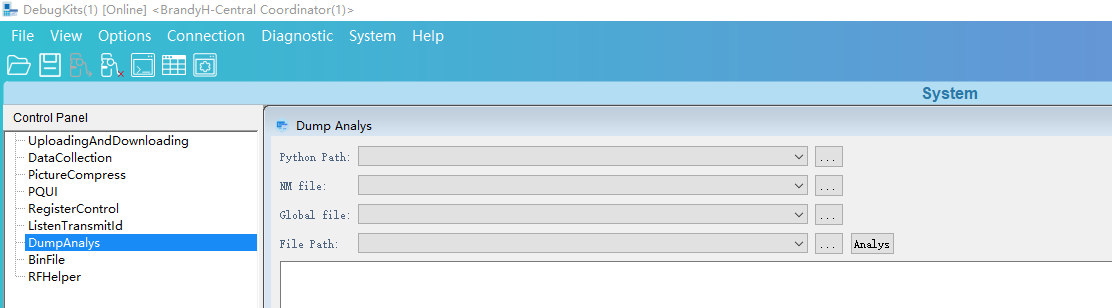 DebugKits(1) [Online] <BrandyH-Central Coordinator(1)>
File View Options Connection Diagnostic System Help
System
Control Panel
UploadingAndDownloading
DataCollection
PictureCompress
PQUI
RegisterControl
ListenTransmitId
DumpAnalys
BinFile
RFHelper
Dump Analys
Python Path: ...
NM file: ...
Global file: ...
File Path: ... Analys